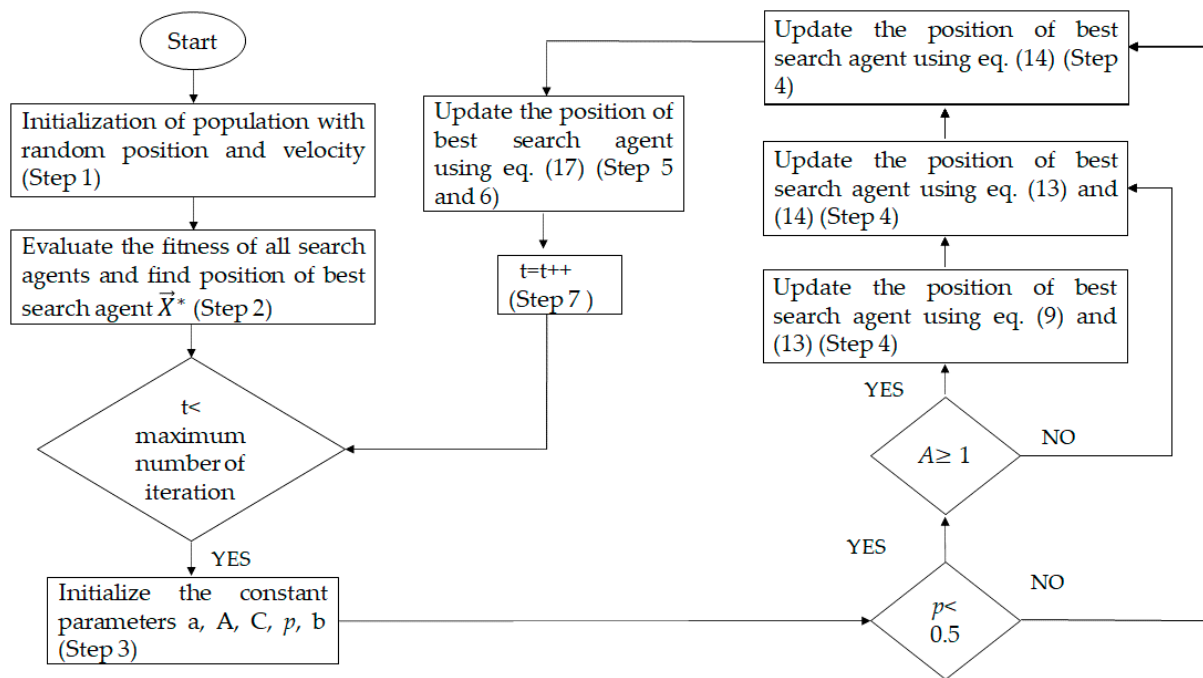 Start
Initialization of population with
random position and velocity
(Step 1)
Evaluate the fitness of all search
agents and find position of best
search agent X⃗* (Step 2)
t<
maximum
number of
iteration
YES
Initialize the constant
parameters a, A, C, p, b
(Step 3)
p<
0.5
YES
NO
A≥ 1
YES
NO
Update the position of best
search agent using eq. (9) and
(13) (Step 4)
Update the position of best
search agent using eq. (13) and
(14) (Step 4)
Update the position of best
search agent using eq. (14) (Step
4)
Update the position of
best search agent
using eq. (17) (Step 5
and 6)
t=t++
(Step 7 )